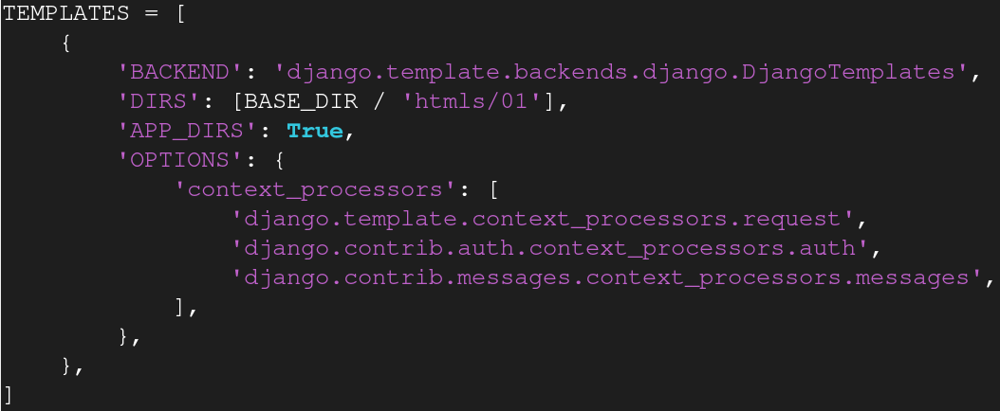 TEMPLATES = [
    {
        'BACKEND': 'django.template.backends.django.DjangoTemplates',
        'DIRS': [BASE_DIR / 'htmls/01'],
        'APP_DIRS': True,
        'OPTIONS': {
            'context_processors': [
                'django.template.context_processors.request',
                'django.contrib.auth.context_processors.auth',
                'django.contrib.messages.context_processors.messages',
            ],
        },
    },
]